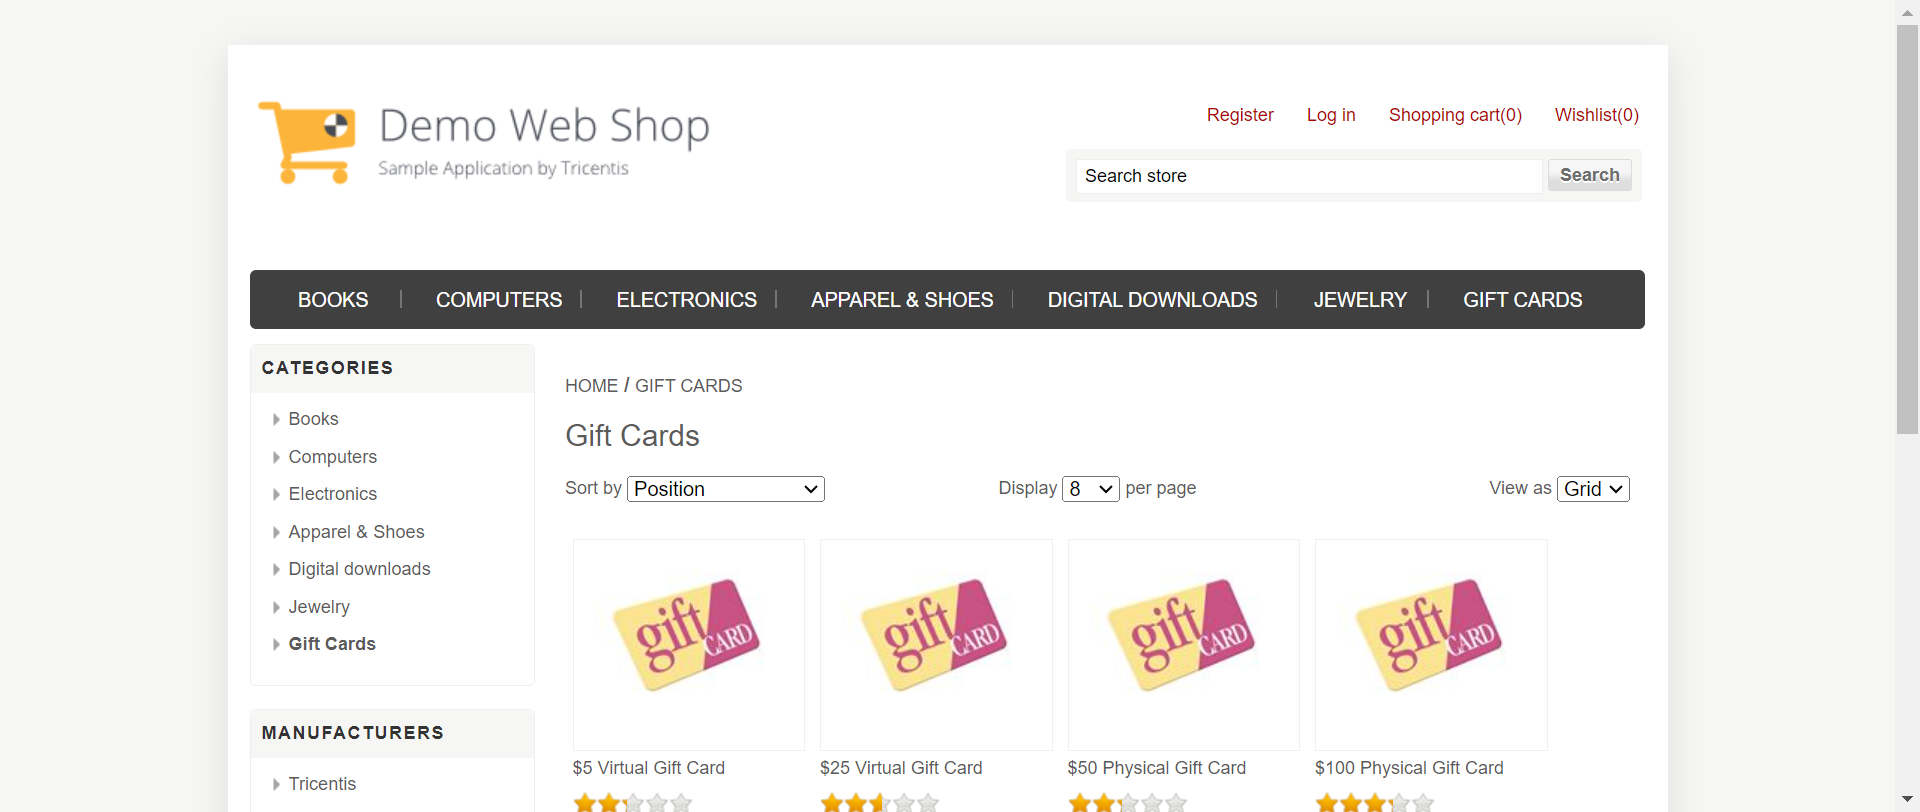 Demo Web Shop
Sample Application by Tricentis
Register Log in Shopping cart(0) Wishlist(0)
Search store Search
BOOKS COMPUTERS ELECTRONICS APPAREL & SHOES DIGITAL DOWNLOADS JEWELRY GIFT CARDS
CATEGORIES
Books
Computers
Electronics
Apparel & Shoes
Digital downloads
Jewelry
Gift Cards
MANUFACTURERS
Tricentis
HOME / GIFT CARDS
Gift Cards
Sort by Position Display 8 per page View as Grid
gift CARD gift CARD gift CARD gift CARD
$5 Virtual Gift Card $25 Virtual Gift Card $50 Physical Gift Card $100 Physical Gift Card